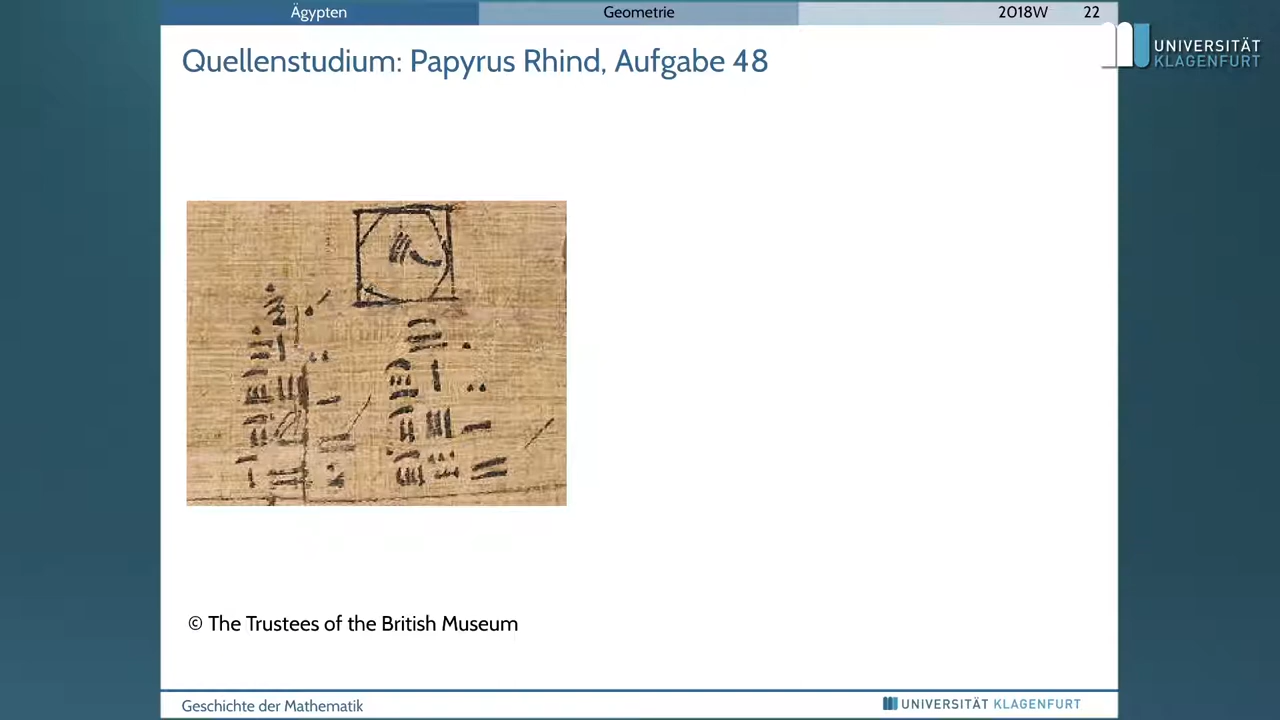 Ägypten
Geometrie
2018W
22
UNIVERSITÄT
KLAGENFURT
Quellenstudium: Papyrus Rhind, Aufgabe 48
© The Trustees of the British Museum
Geschichte der Mathematik
UNIVERSITÄT KLAGENFURT